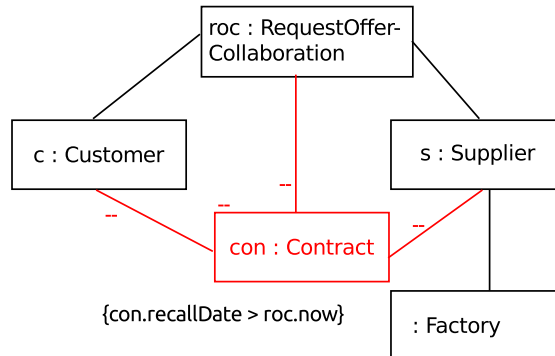 roc : RequestOffer-
Collaboration
c : Customer
s : Supplier
--
--
--
--
con : Contract
{con.recallDate > roc.now}
: Factory